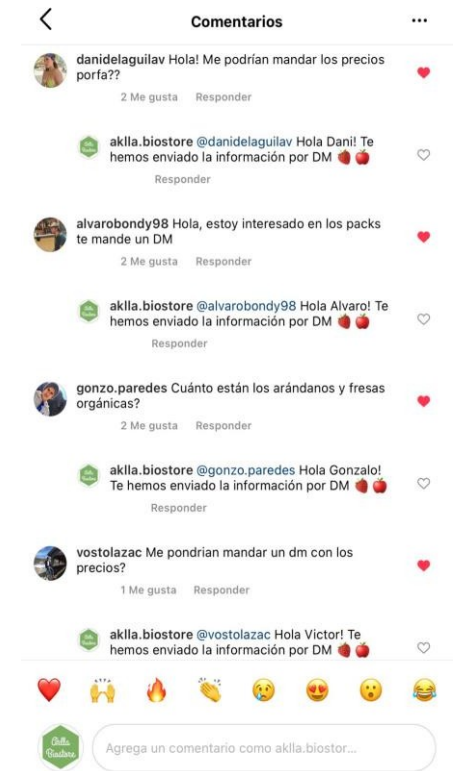 Comentarios
danidelaguilav Hola! Me podrían mandar los precios
porfa??
2 Me gusta Responder
aklla.biostore @danidelaguilav Hola Dani! Te
hemos enviado la información por DM 🍓 🍎
Responder
alvarobondy98 Hola, estoy interesado en los packs
te mande un DM
2 Me gusta Responder
aklla.biostore @alvarobondy98 Hola Alvaro! Te
hemos enviado la información por DM 🍓 🍎
Responder
gonzo.paredes Cuánto están los arándanos y fresas
orgánicas?
2 Me gusta Responder
aklla.biostore @gonzo.paredes Hola Gonzalo!
Te hemos enviado la información por DM 🍓 🍎
Responder
vostolazac Me pondrian mandar un dm con los
precios?
1 Me gusta Responder
aklla.biostore @vostolazac Hola Victor! Te
hemos enviado la información por DM 🍓 🍎
Aklla
Biostore
Agrega un comentario como aklla.biostor...